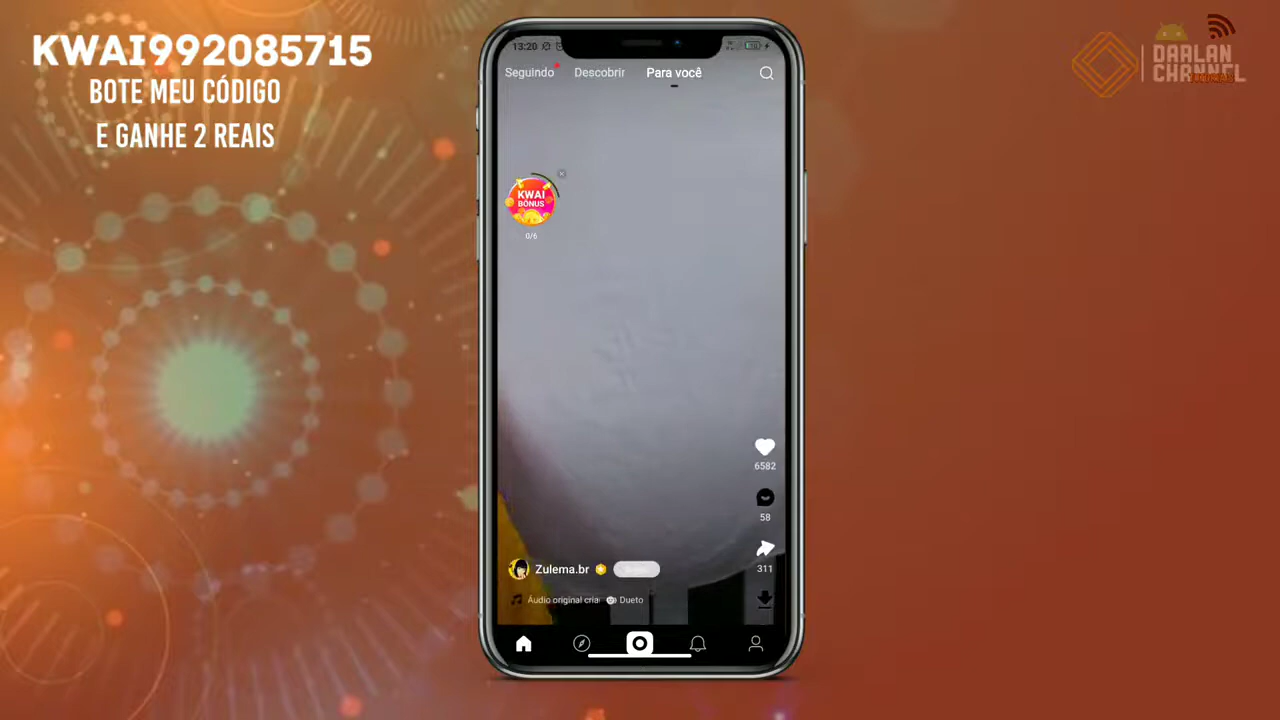 KWAI992085715
BOTE MEU CÓDIGO
E GANHE 2 REAIS
DARLAN
CHANNEL
13:20
Seguindo
Descobrir
Para você
KWAI
BÔNUS
0/6
6582
58
311
Zulema.br
Áudio original cria
Dueto